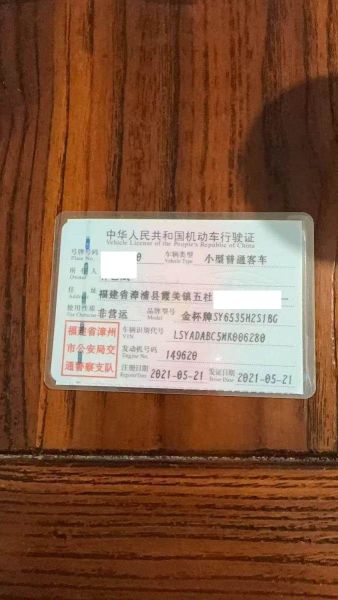 中华人民共和国机动车行驶证
Vehicle License of the People's Republic of China
号牌号码 Plate No. 0 车辆类型 Vehicle Type 小型普通客车
所有人 Owner
住址 Address 福建省漳浦县霞美镇五社
使用性质 Use Character 非营运 品牌型号 Model 金杯牌SY6535H2S1BG
福建省漳州
市公安局交
通警察支队
车辆识别代号 VIN LSYADABC5MK006280
发动机号码 Engine No. 149620
注册日期 Register Date 2021-05-21 发证日期 Issue Date 2021-05-21